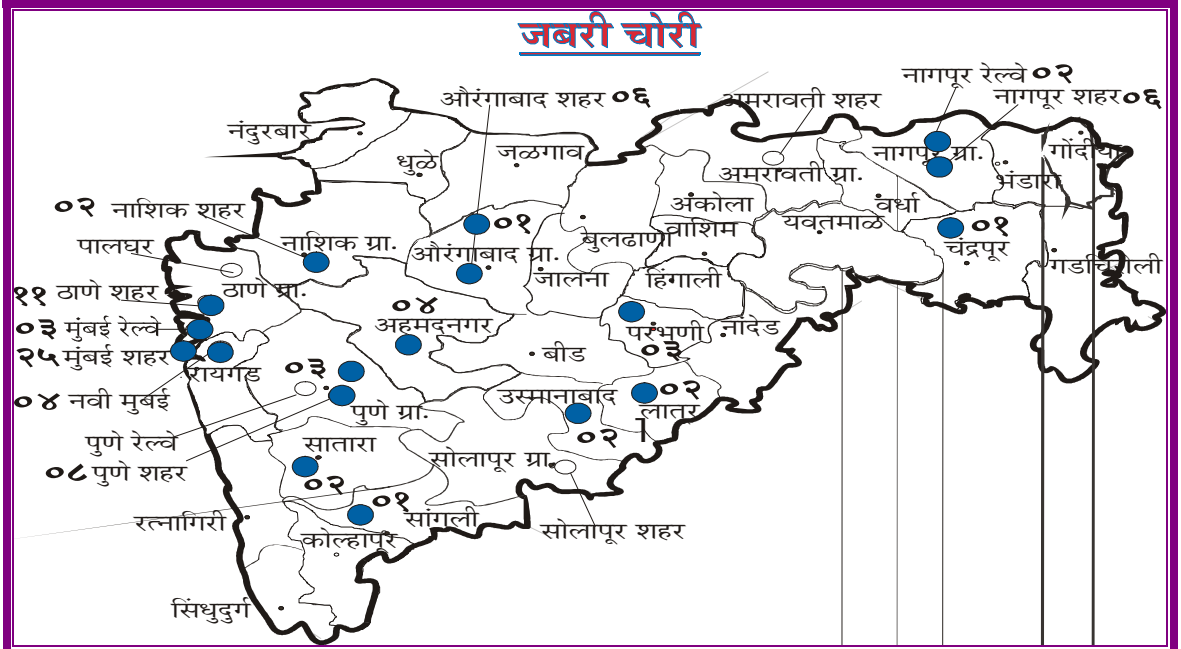 जबरी चोरी
नागपूर रेल्वे ०२
औरंगाबाद शहर ०६
अमरावती शहर
नागपूर शहर ०६
नंदुरबार
धुळे
जळगाव
नागपूर ग्रा.
गोंदीया
अमरावती ग्रा.
भंडारा
०२ नाशिक शहर
अंकोला
वर्धा
पालघर
नाशिक ग्रा.
०१
औरंगाबाद ग्रा.
बुलढाणा
वाशिम
यवतमाळ
०१
चंद्रपूर
गडचिरोली
११ ठाणे शहर
ठाणे ग्रा.
जालना
हिंगाली
०३ मुंबई रेल्वे
०४
अहमदनगर
परभणी
०३
नांदेड
२५ मुंबई शहर
रायगड
०३
बीड
०४ नवी मुंबई
पुणे ग्रा.
उस्मानाबाद
०२
लातूर
०२
पुणे रेल्वे
०८ पुणे शहर
सातारा
०२
सोलापूर ग्रा.
रत्नागिरी
०१
सांगली
कोल्हापूर
सोलापूर शहर
सिंधुदुर्ग